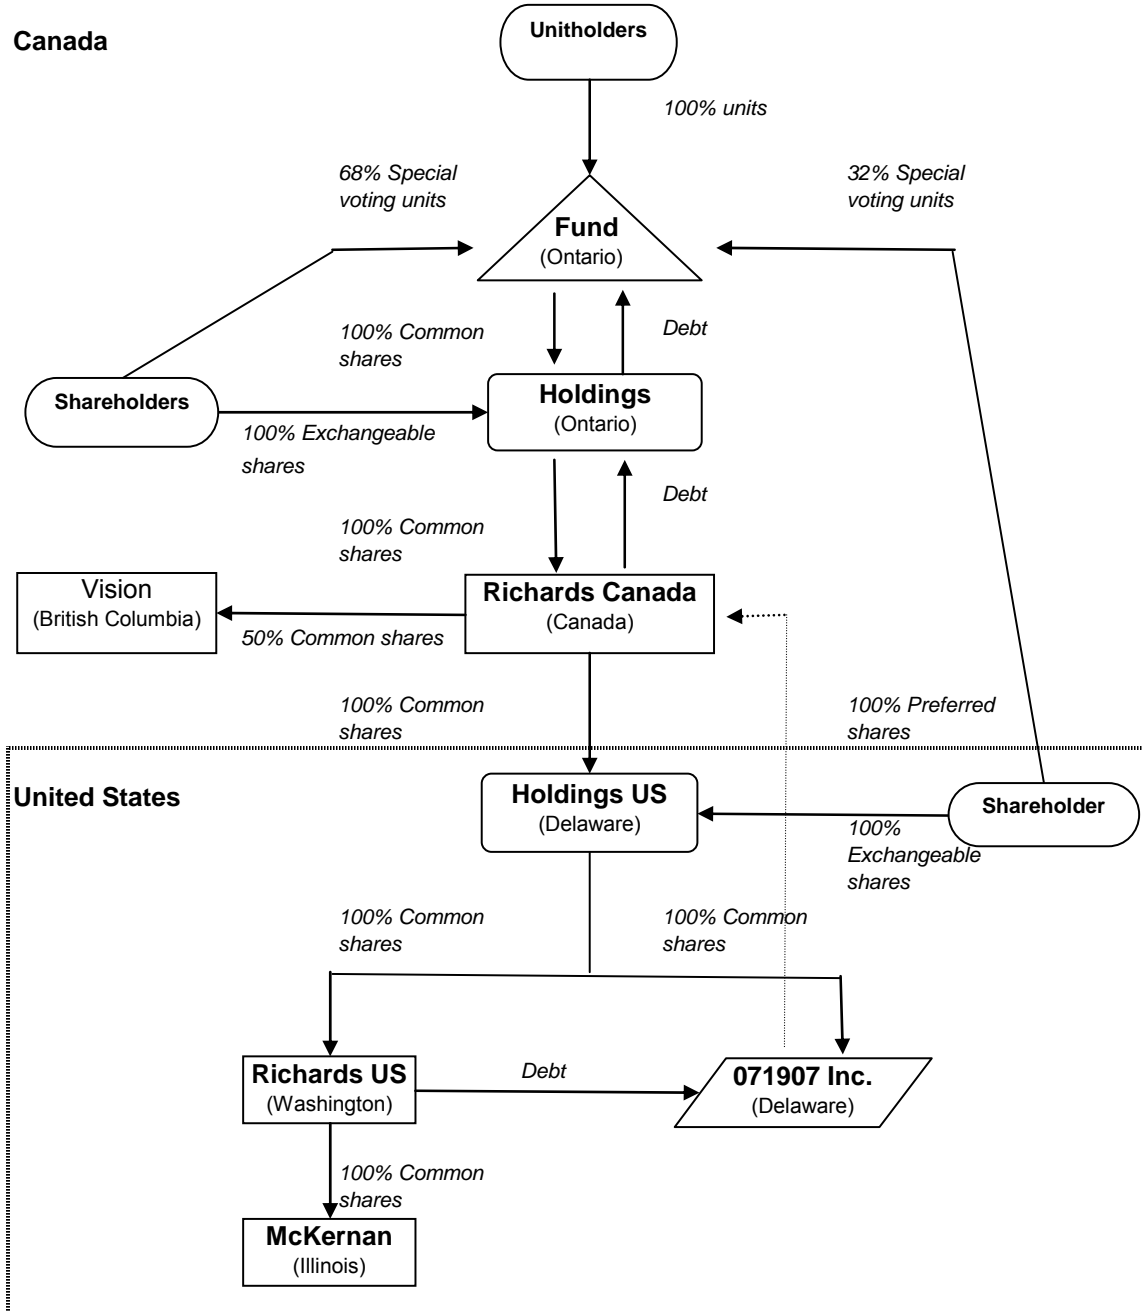 Canada
Unitholders
100% units
68% Special
voting units
32% Special
voting units
Fund
(Ontario)
100% Common
shares
Debt
Shareholders
Holdings
(Ontario)
100% Exchangeable
shares
Debt
100% Common
shares
Vision
(British Columbia)
Richards Canada
(Canada)
50% Common shares
100% Common
shares
100% Preferred
shares
United States
Holdings US
(Delaware)
Shareholder
100%
Exchangeable
shares
100% Common
shares
100% Common
shares
Richards US
(Washington)
Debt
071907 Inc.
(Delaware)
100% Common
shares
McKernan
(Illinois)